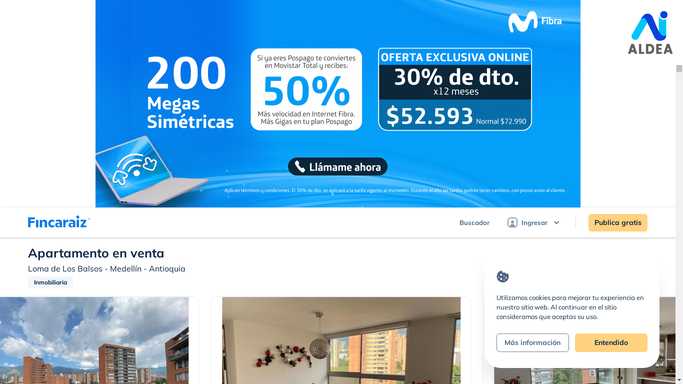 Fibra
ALDEA
200
Megas
Simétricas
Si ya eres Pospago te conviertes
en Movistar Total y recibes.
50%
Más velocidad en Internet Fibra.
Más Gigas en tu plan Pospago
OFERTA EXCLUSIVA ONLINE
30% de dto.
x12 meses
$52.593 Normal $72.990
Llámame ahora
Fincaraiz
Buscador
Ingresar
Publica gratis
Apartamento en venta
Loma de Los Balsos - Medellín - Antioquia
Inmobiliaria
Utilizamos cookies para mejorar tu experiencia en
nuestro sitio web. Al continuar en el sitio
consideramos que aceptas su uso.
Más información
Entendido